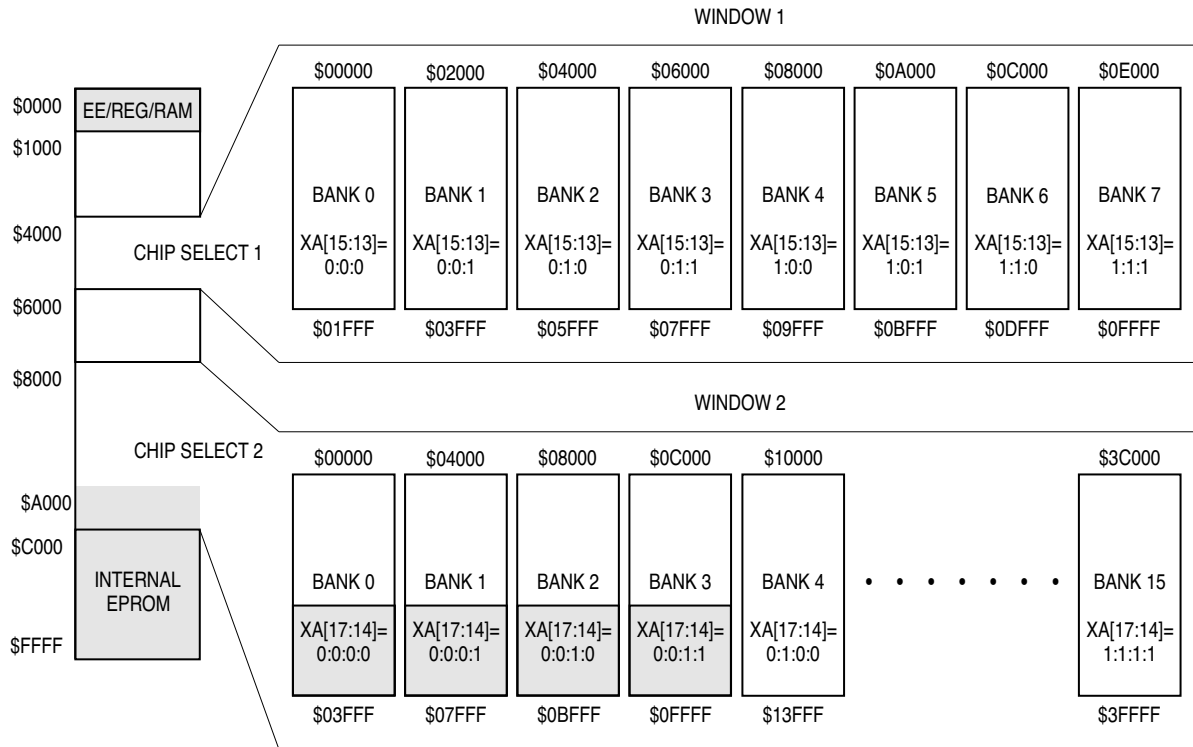 WINDOW 1
$00000 $02000 $04000 $06000 $08000 $0A000 $0C000 $0E000
$0000 EE/REG/RAM
$1000
BANK 0 BANK 1 BANK 2 BANK 3 BANK 4 BANK 5 BANK 6 BANK 7
$4000
CHIP SELECT 1
XA[15:13]= XA[15:13]= XA[15:13]= XA[15:13]= XA[15:13]= XA[15:13]= XA[15:13]= XA[15:13]=
0:0:0 0:0:1 0:1:0 0:1:1 1:0:0 1:0:1 1:1:0 1:1:1
$6000
$01FFF $03FFF $05FFF $07FFF $09FFF $0BFFF $0DFFF $0FFFF
$8000
WINDOW 2
CHIP SELECT 2
$00000 $04000 $08000 $0C000 $10000 $3C000
$A000
$C000
INTERNAL
EPROM
BANK 0 BANK 1 BANK 2 BANK 3 BANK 4 . . . . . . . BANK 15
XA[17:14]= XA[17:14]= XA[17:14]= XA[17:14]= XA[17:14]= XA[17:14]=
0:0:0:0 0:0:0:1 0:0:1:0 0:0:1:1 0:1:0:0 1:1:1:1
$FFFF
$03FFF $07FFF $0BFFF $0FFFF $13FFF $3FFFF